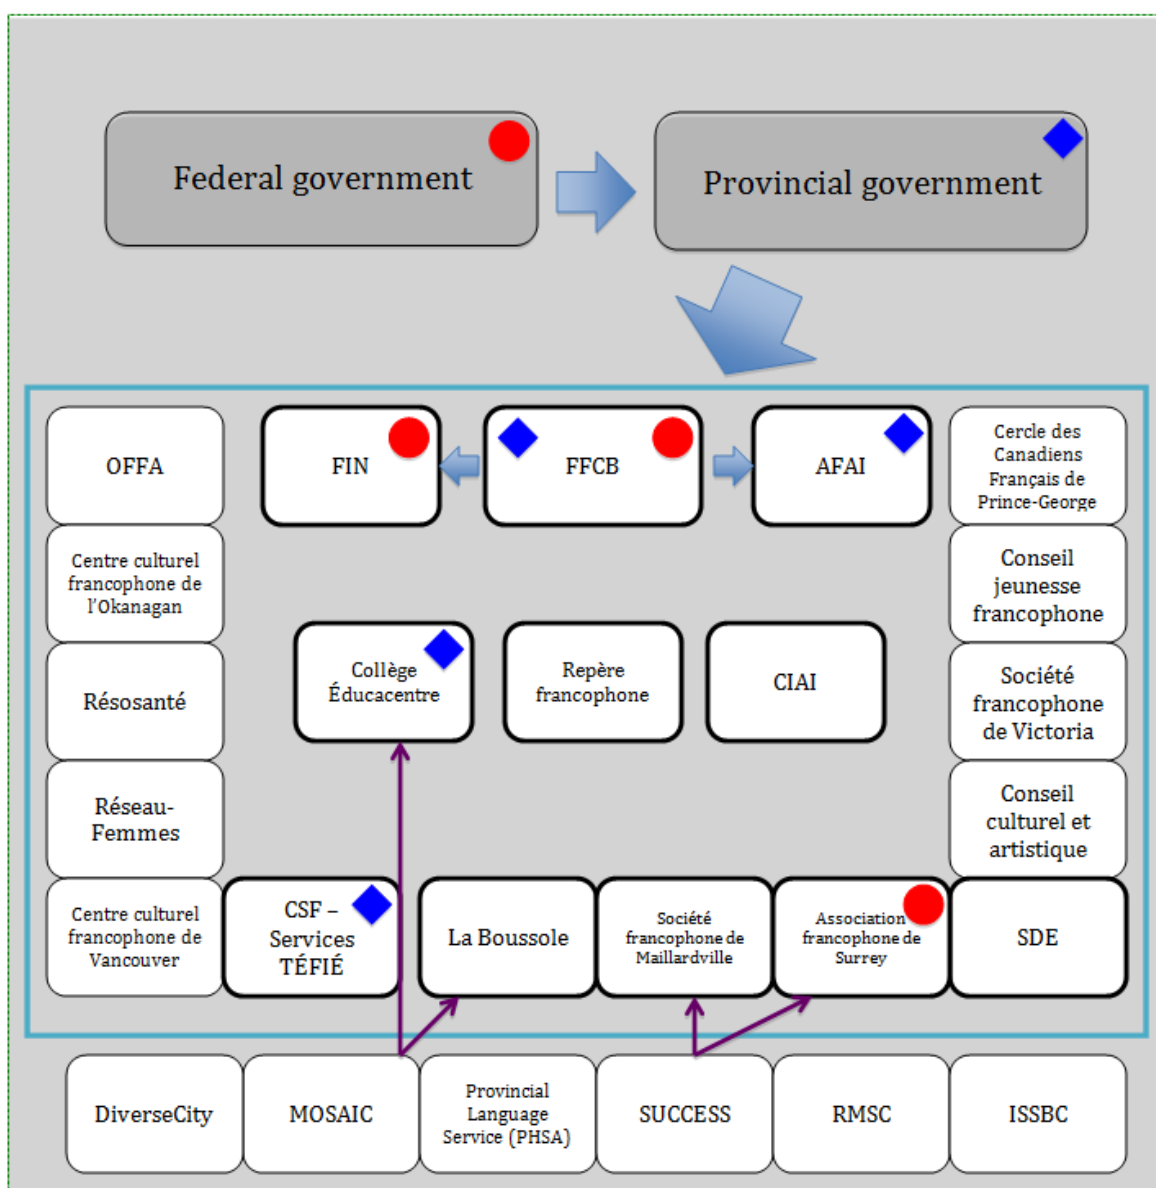 Federal government
Provincial government
OFFA
FIN
FFCB
AFAI
Cercle des
Canadiens
Français de
Prince-George
Centre culturel
francophone de
l'Okanagan
Conseil
jeunesse
francophone
Résosanté
Collège
Éducacentre
Repère
francophone
CIAI
Société
francophone
de Victoria
Réseau-
Femmes
Conseil
culturel et
artistique
Centre culturel
francophone de
Vancouver
CSF –
Services
TÉFIÉ
La Boussole
Société
francophone de
Maillardville
Association
francophone de
Surrey
SDE
DiverseCity
MOSAIC
Provincial
Language
Service (PHSA)
SUCCESS
RMSC
ISSBC